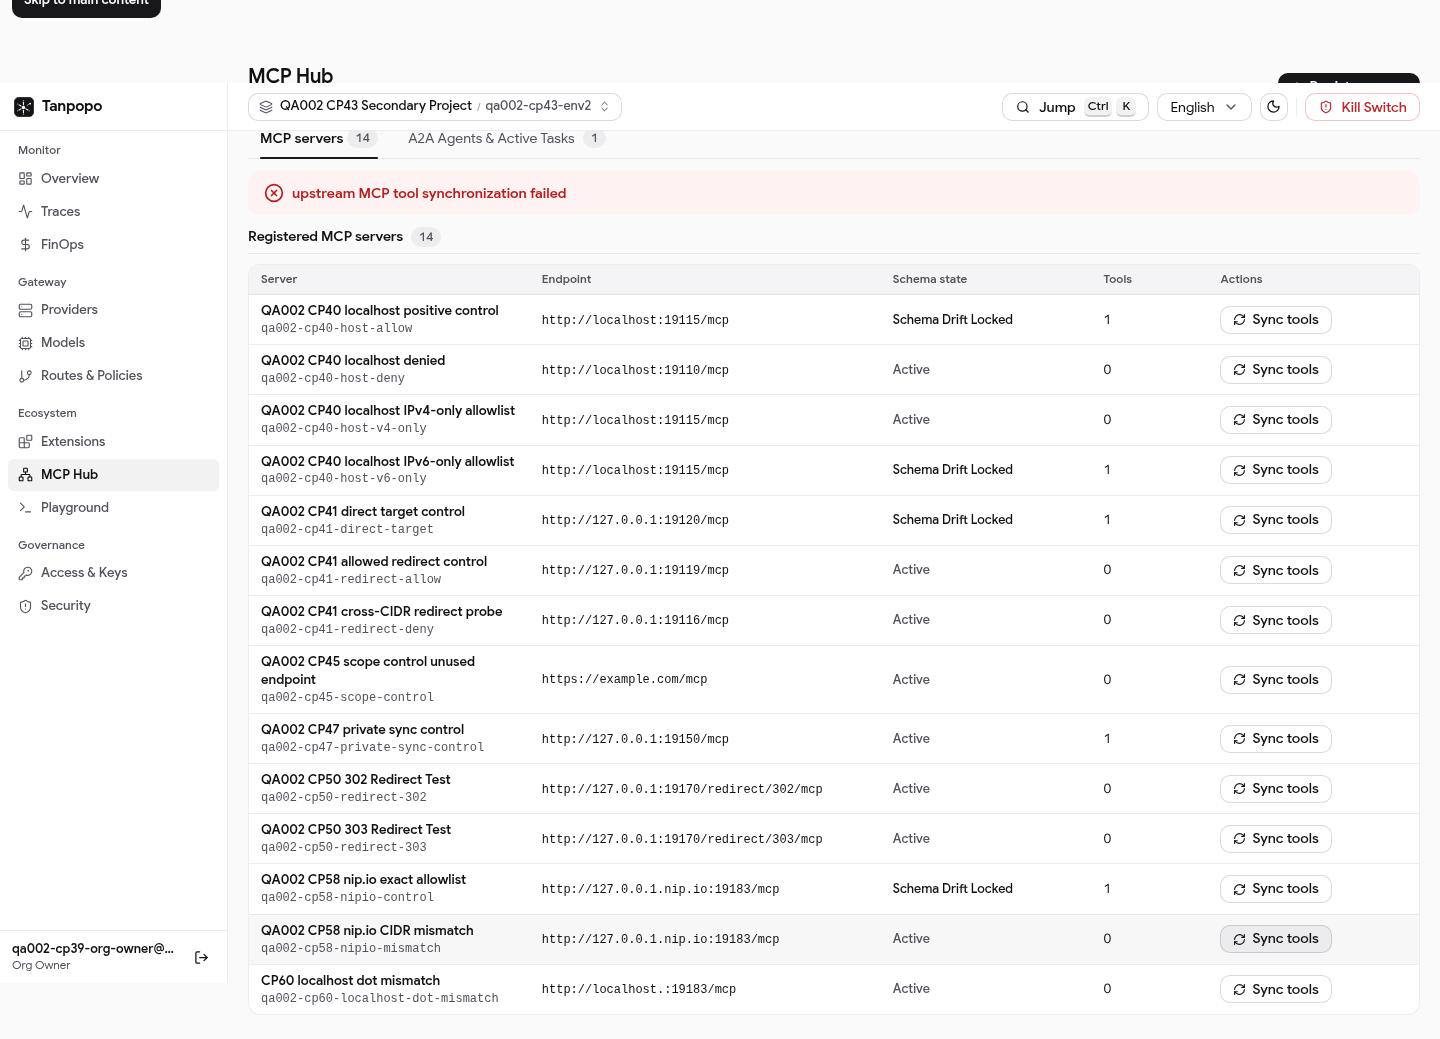 Skip to main content
MCP Hub
Tanpopo
QA002 CP43 Secondary Project / qa002-cp43-env2
Jump Ctrl K
English
Kill Switch
Monitor
Overview
Traces
FinOps
Gateway
Providers
Models
Routes & Policies
Ecosystem
Extensions
MCP Hub
Playground
Governance
Access & Keys
Security
qa002-cp39-org-owner@...
Org Owner
MCP servers 14
A2A Agents & Active Tasks 1
upstream MCP tool synchronization failed
Registered MCP servers 14
Server Endpoint Schema state Tools Actions
QA002 CP40 localhost positive control
qa002-cp40-host-allow
http://localhost:19115/mcp Schema Drift Locked 1 Sync tools
QA002 CP40 localhost denied
qa002-cp40-host-deny
http://localhost:19110/mcp Active 0 Sync tools
QA002 CP40 localhost IPv4-only allowlist
qa002-cp40-host-v4-only
http://localhost:19115/mcp Active 0 Sync tools
QA002 CP40 localhost IPv6-only allowlist
qa002-cp40-host-v6-only
http://localhost:19115/mcp Schema Drift Locked 1 Sync tools
QA002 CP41 direct target control
qa002-cp41-direct-target
http://127.0.0.1:19120/mcp Schema Drift Locked 1 Sync tools
QA002 CP41 allowed redirect control
qa002-cp41-redirect-allow
http://127.0.0.1:19119/mcp Active 0 Sync tools
QA002 CP41 cross-CIDR redirect probe
qa002-cp41-redirect-deny
http://127.0.0.1:19116/mcp Active 0 Sync tools
QA002 CP45 scope control unused
endpoint
qa002-cp45-scope-control
https://example.com/mcp Active 0 Sync tools
QA002 CP47 private sync control
qa002-cp47-private-sync-control
http://127.0.0.1:19150/mcp Active 1 Sync tools
QA002 CP50 302 Redirect Test
qa002-cp50-redirect-302
http://127.0.0.1:19170/redirect/302/mcp Active 0 Sync tools
QA002 CP50 303 Redirect Test
qa002-cp50-redirect-303
http://127.0.0.1:19170/redirect/303/mcp Active 0 Sync tools
QA002 CP58 nip.io exact allowlist
qa002-cp58-nipio-control
http://127.0.0.1.nip.io:19183/mcp Schema Drift Locked 1 Sync tools
QA002 CP58 nip.io CIDR mismatch
qa002-cp58-nipio-mismatch
http://127.0.0.1.nip.io:19183/mcp Active 0 Sync tools
CP60 localhost dot mismatch
qa002-cp60-localhost-dot-mismatch
http://localhost.:19183/mcp Active 0 Sync tools